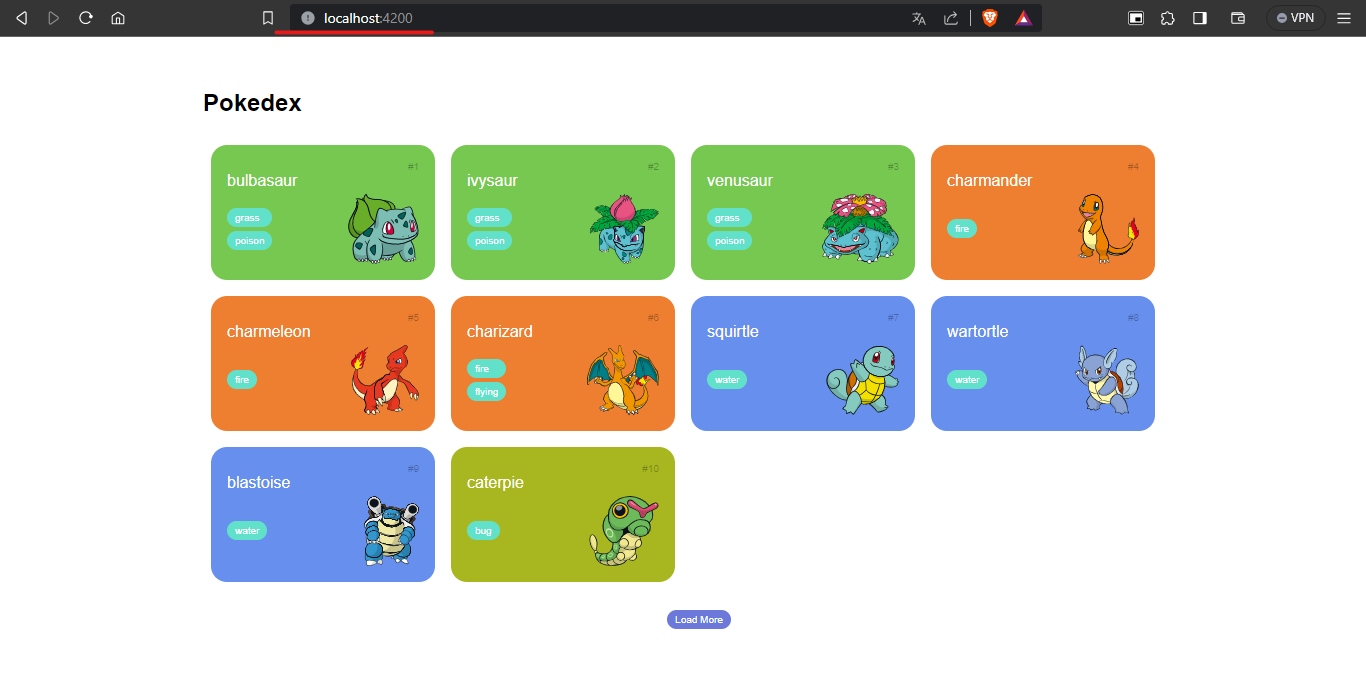 localhost:4200
VPN
Pokedex
#1
bulbasaur
grass
poison
#2
ivysaur
grass
poison
#3
venusaur
grass
poison
#4
charmander
fire
#5
charmeleon
fire
#6
charizard
fire
flying
#7
squirtle
water
#8
wartortle
water
#9
blastoise
water
#10
caterpie
bug
Load More